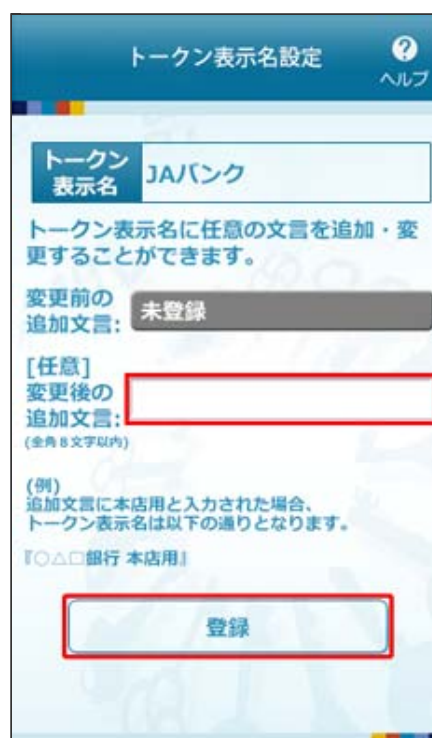 トークン表示名設定
?
ヘルプ
トークン
表示名
JAバンク
トークン表示名に任意の文言を追加・変
更することができます。
変更前の
追加文言:
未登録
[任意]
変更後の
追加文言:
(全角8文字以内)
(例)
追加文言に本店用と入力された場合、
トークン表示名は以下の通りとなります。
『○△□銀行 本店用』
登録